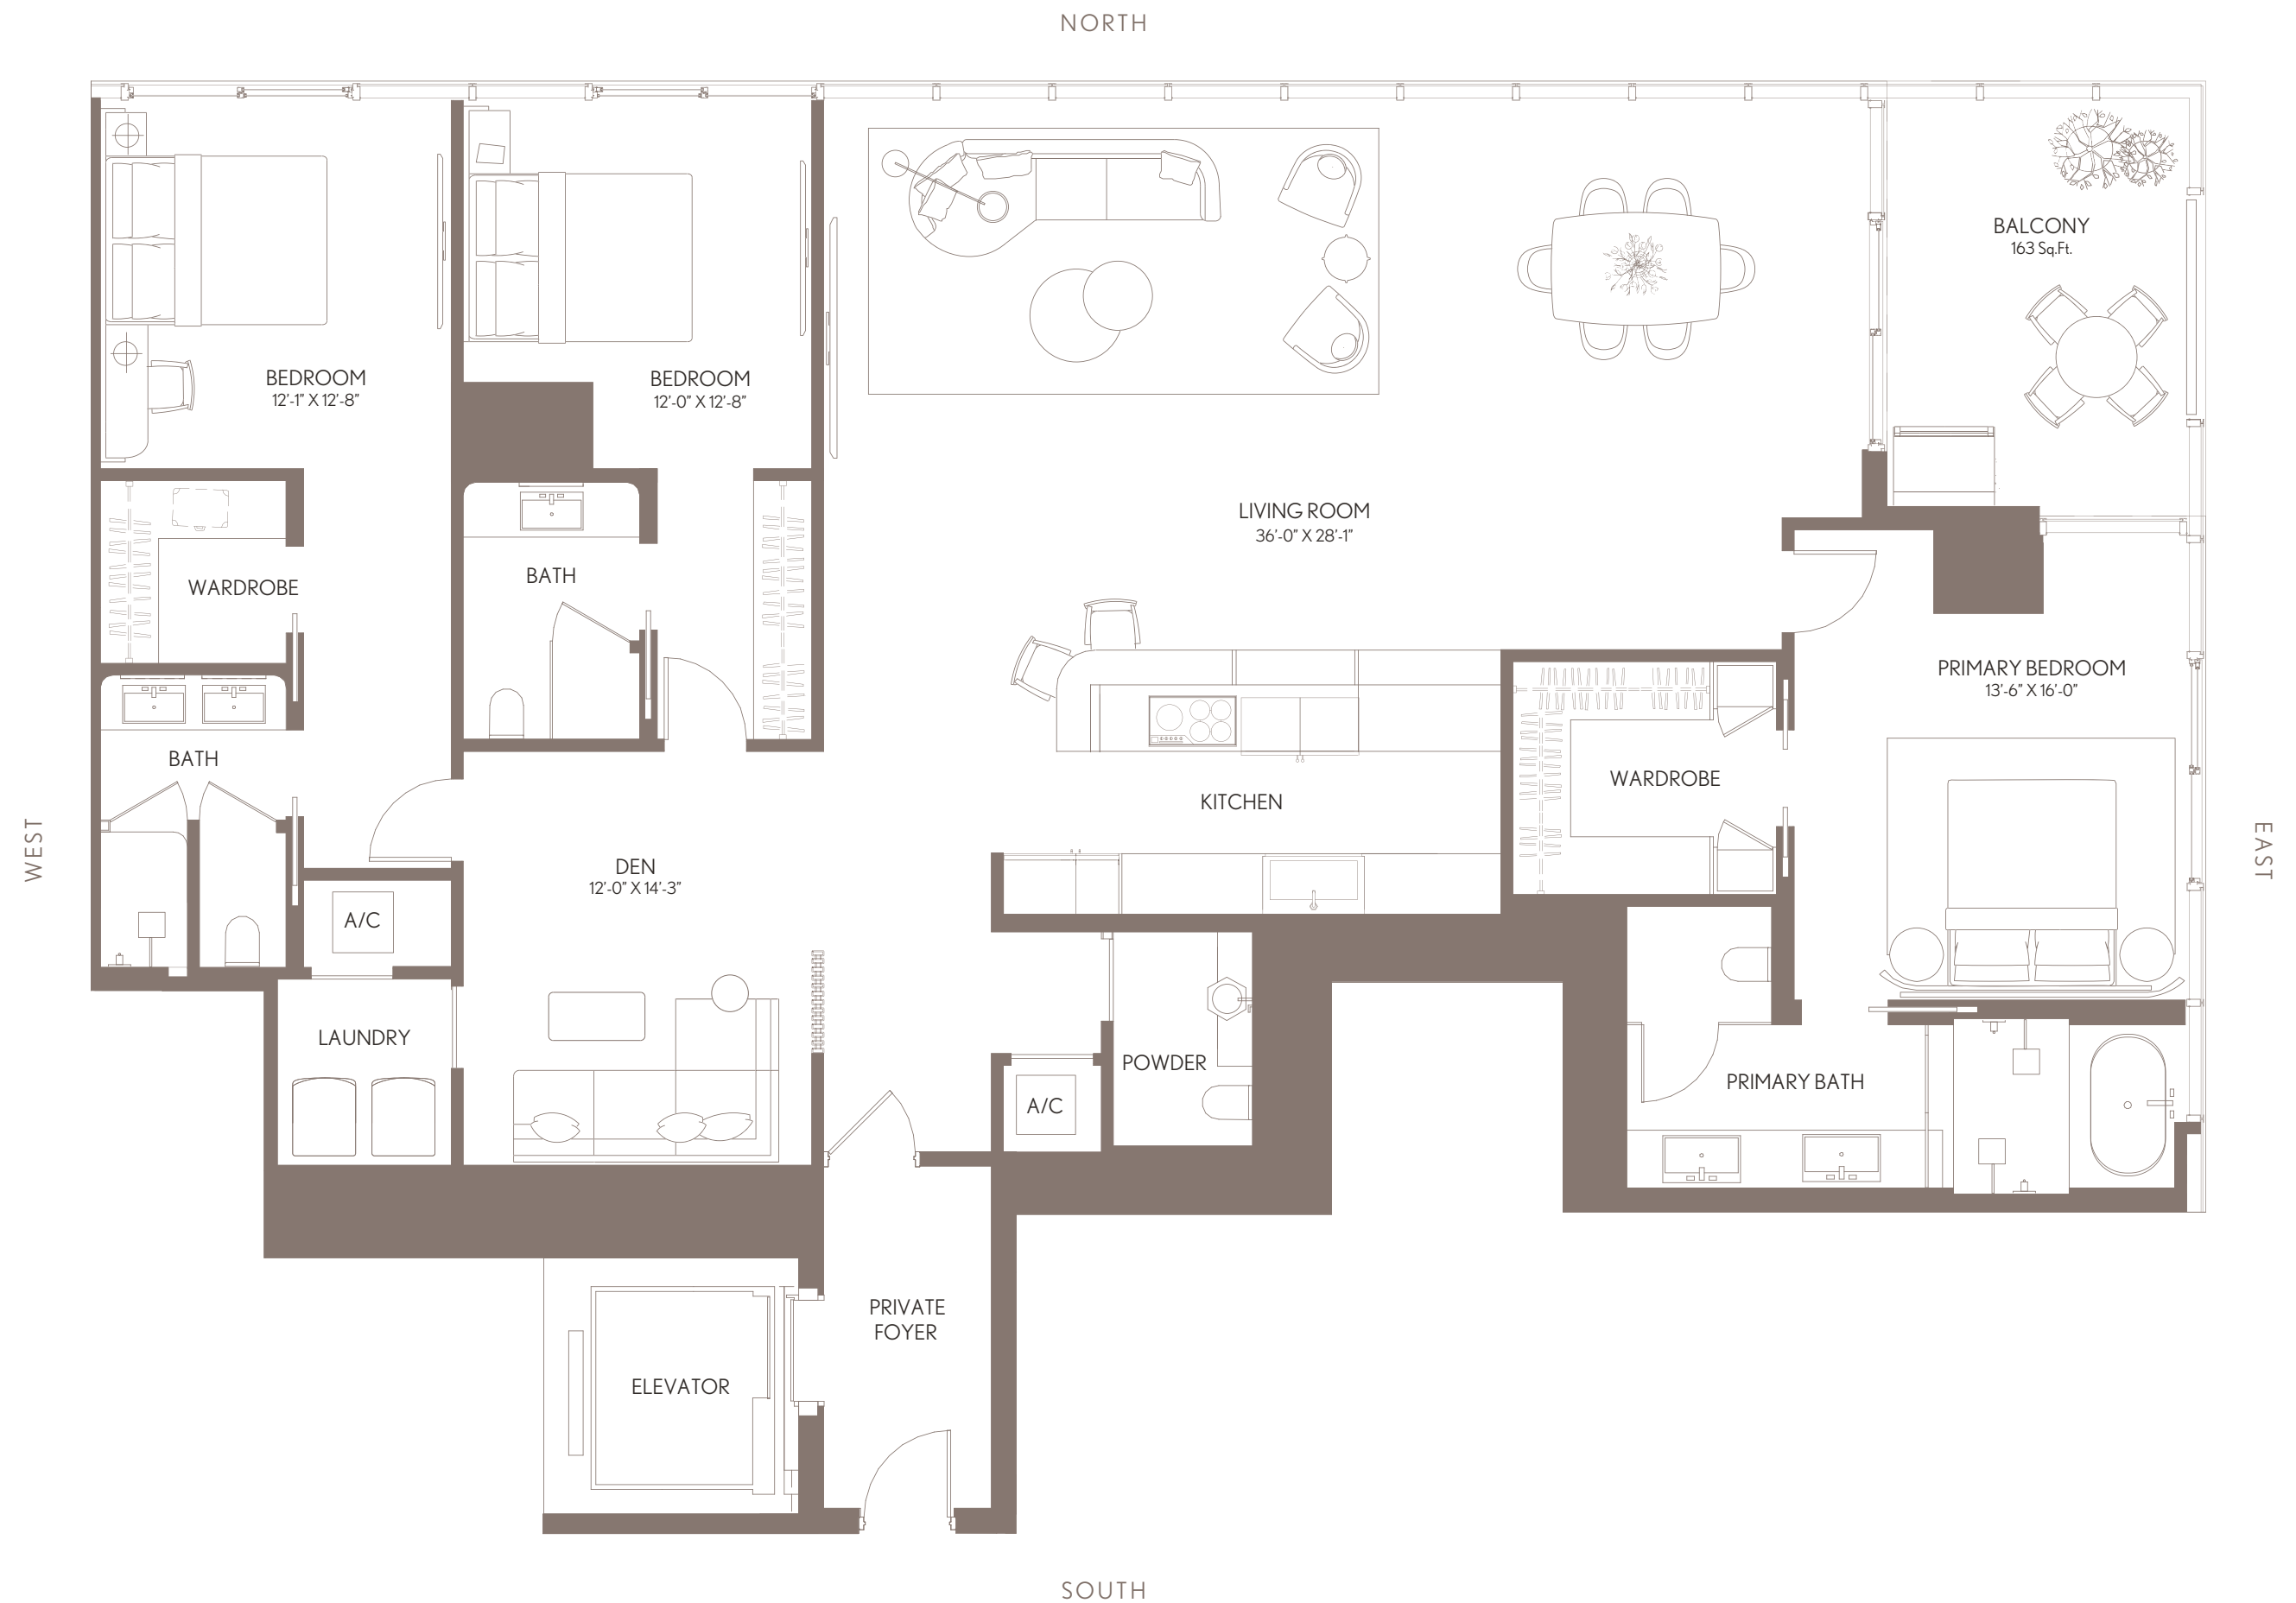 NORTH
BALCONY
163 Sq.Ft.
BEDROOM
12'-1" X 12'-8"
BEDROOM
12'-0" X 12'-8"
LIVING ROOM
36'-0" X 28'-1"
BATH
WARDROBE
PRIMARY BEDROOM
13'-6" X 16'-0"
BATH
WARDROBE
KITCHEN
WEST
EAST
DEN
12'-0" X 14'-3"
A/C
LAUNDRY
POWDER
PRIMARY BATH
A/C
PRIVATE
FOYER
ELEVATOR
SOUTH